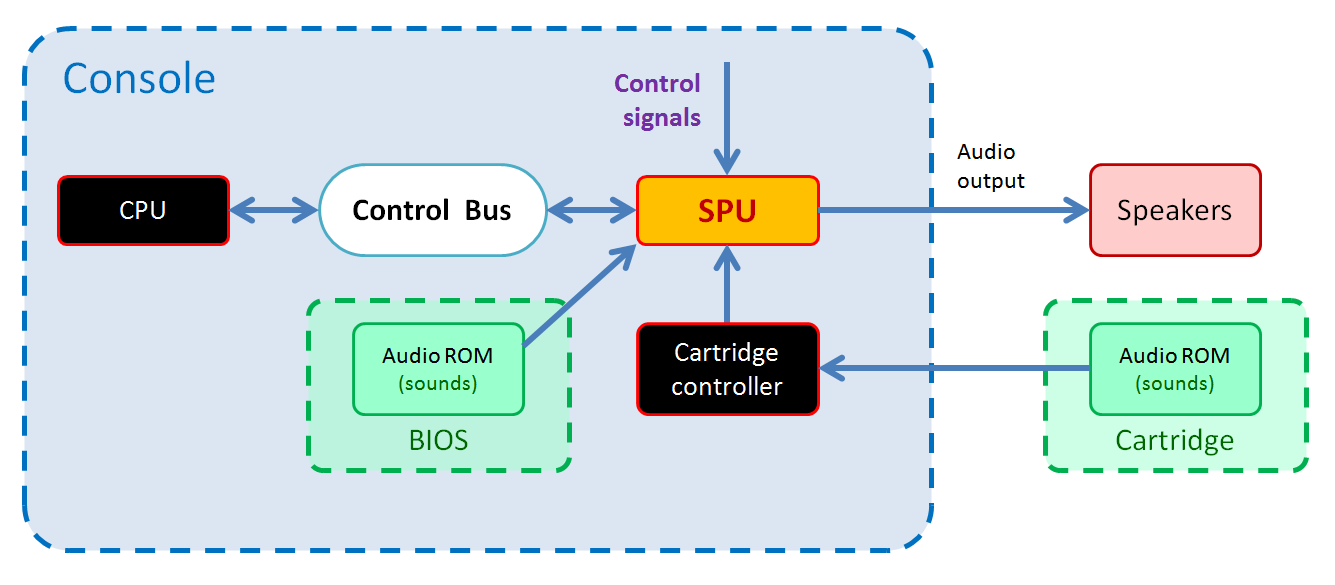 Console
Control
signals
Audio
output
CPU
Control Bus
SPU
Speakers
Audio ROM
(sounds)
BIOS
Cartridge
controller
Audio ROM
(sounds)
Cartridge